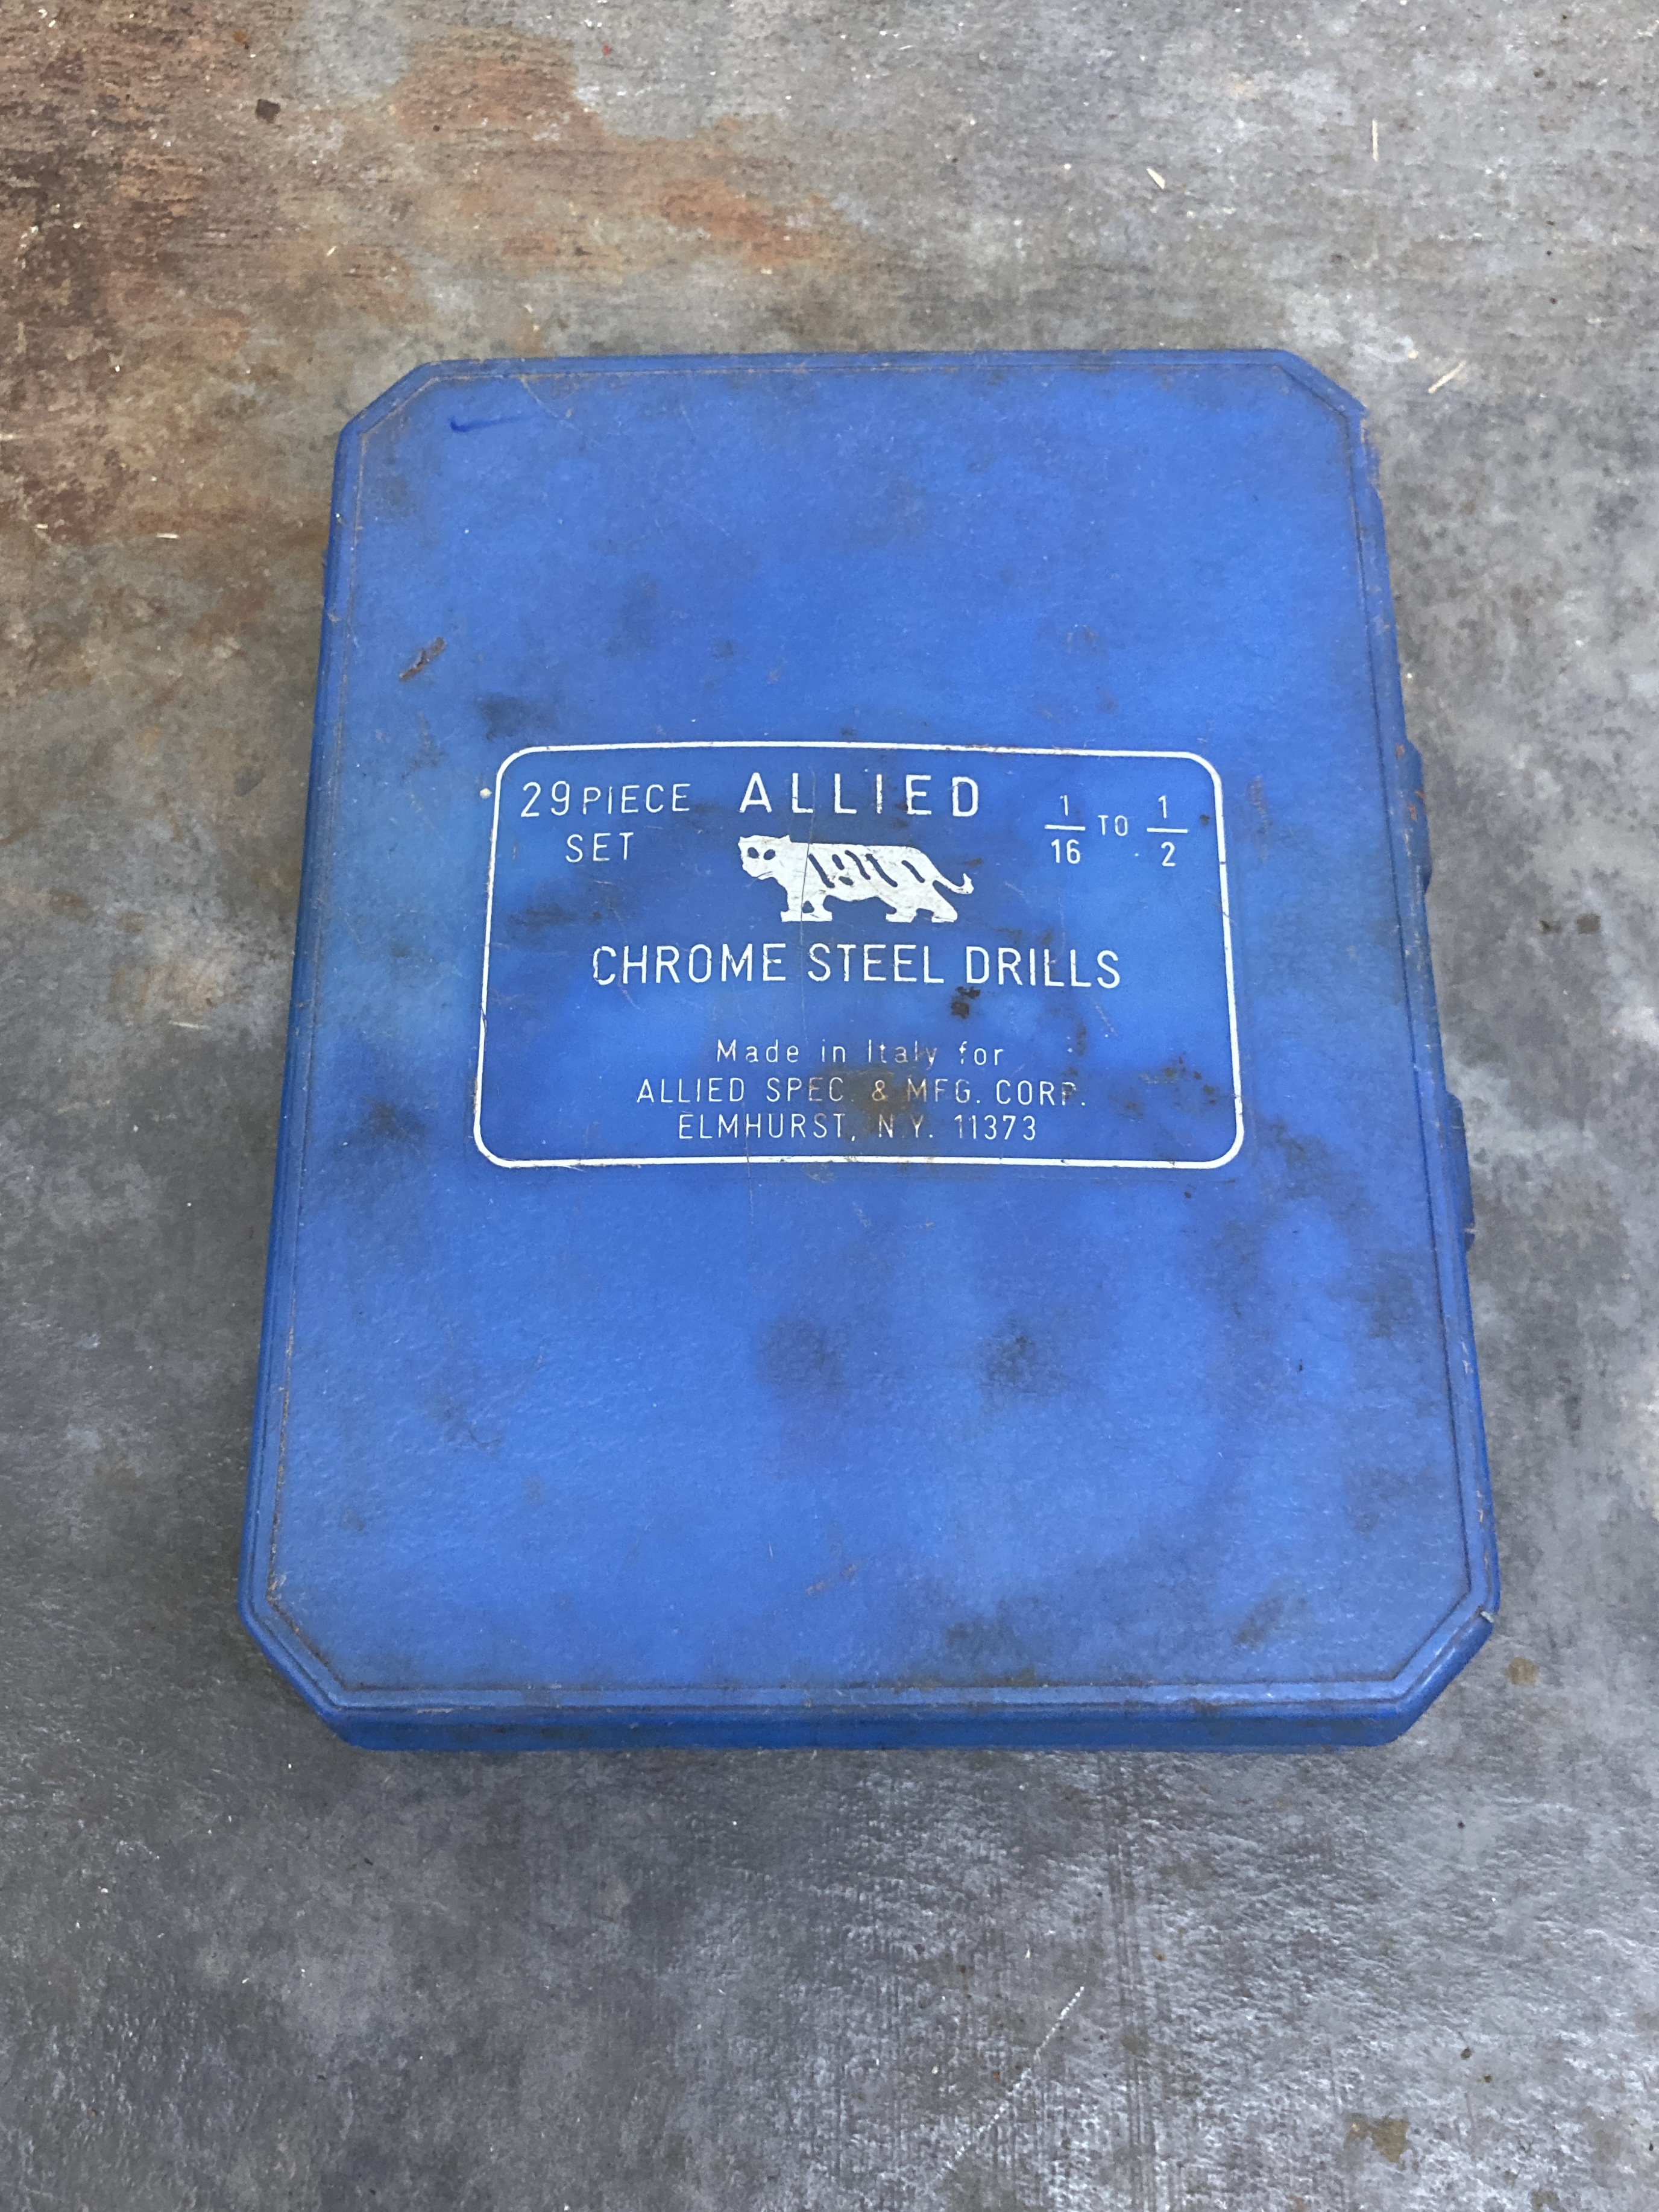 29 PIECE SET
ALLIED
1/16 TO 1/2
CHROME STEEL DRILLS
Made in Italy for
ALLIED SPEC. & MFG. CORP.
ELMHURST, N.Y. 11373